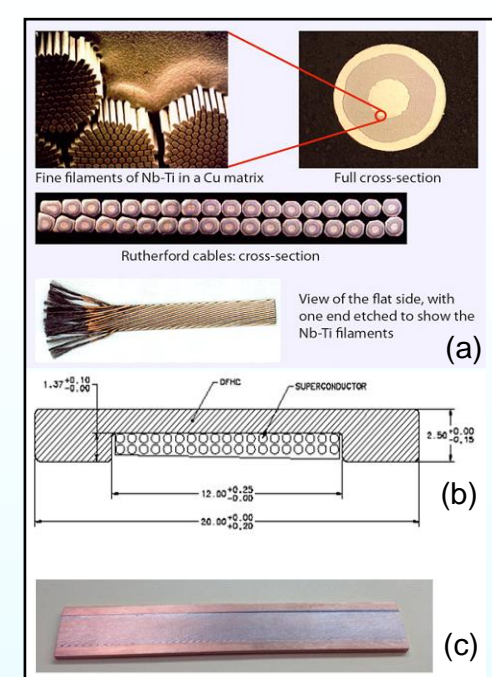 Fine filaments of Nb-Ti in a Cu matrix
Full cross-section
Rutherford cables: cross-section
View of the flat side, with
one end etched to show the
Nb-Ti filaments
(a)
1.37+0.10
-0.00
OFHC
SUPERCONDUCTOR
2.50+0.00
-0.15
12.00+0.25
-0.00
20.00+0.00
+0.20
(b)
(c)